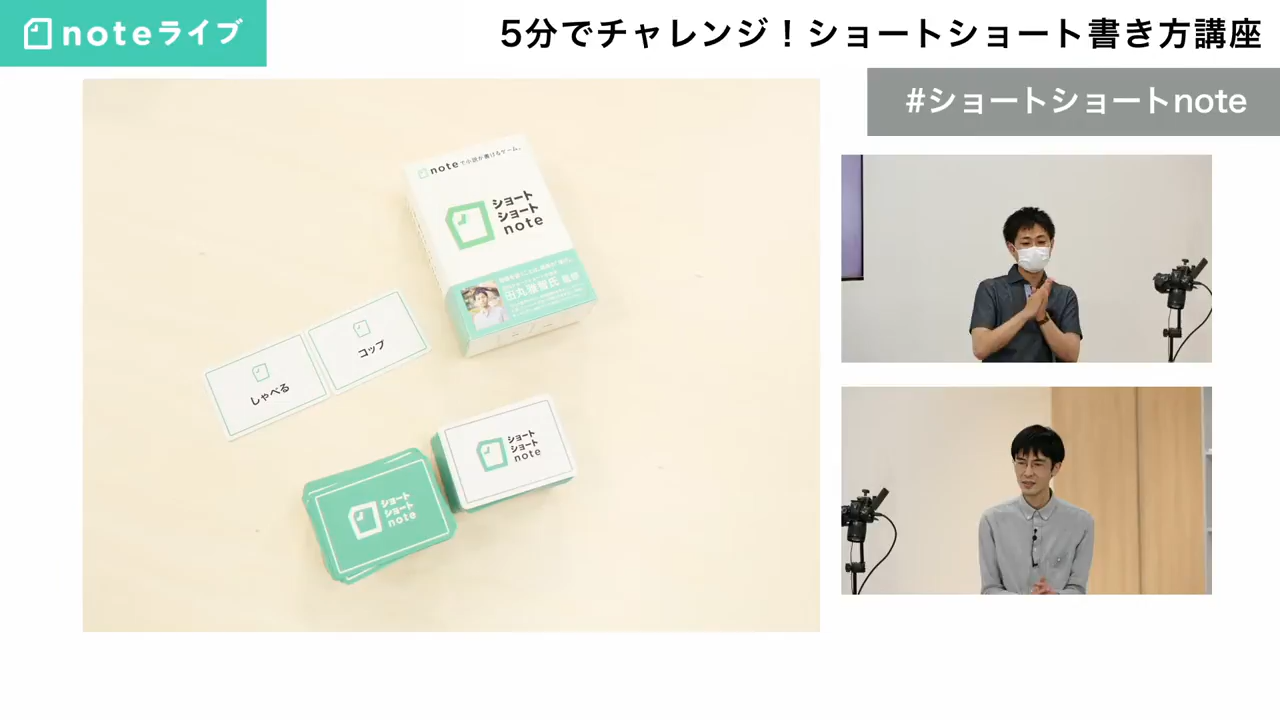 noteライブ
5分でチャレンジ！ショートショート書き方講座
#ショートショートnote
noteで小説が書けるゲーム。
ショート
ショート
note
田丸雅智氏 監修
コップ
しゃべる
ショート
ショート
note
ショート
ショート
note